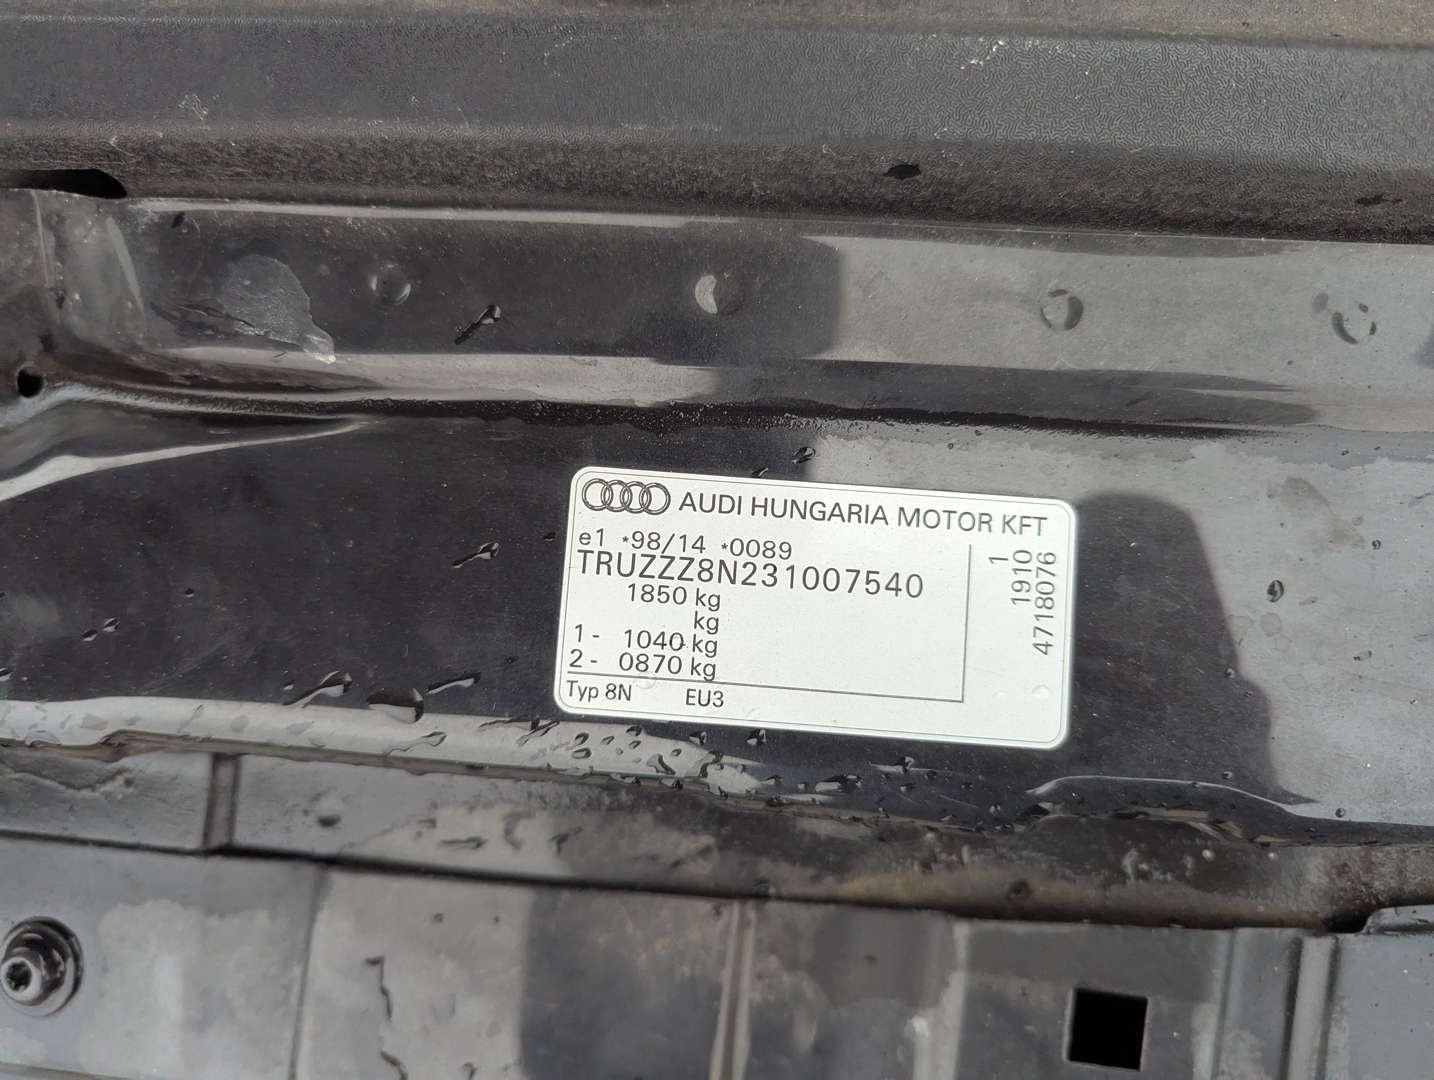 AUDI HUNGARIA MOTOR KFT
e1 *98/14 *0089
TRUZZZ8N231007540
1850 kg
kg
1 - 1040 kg
2 - 0870 kg
Typ 8N EU3
1
1910
4718076